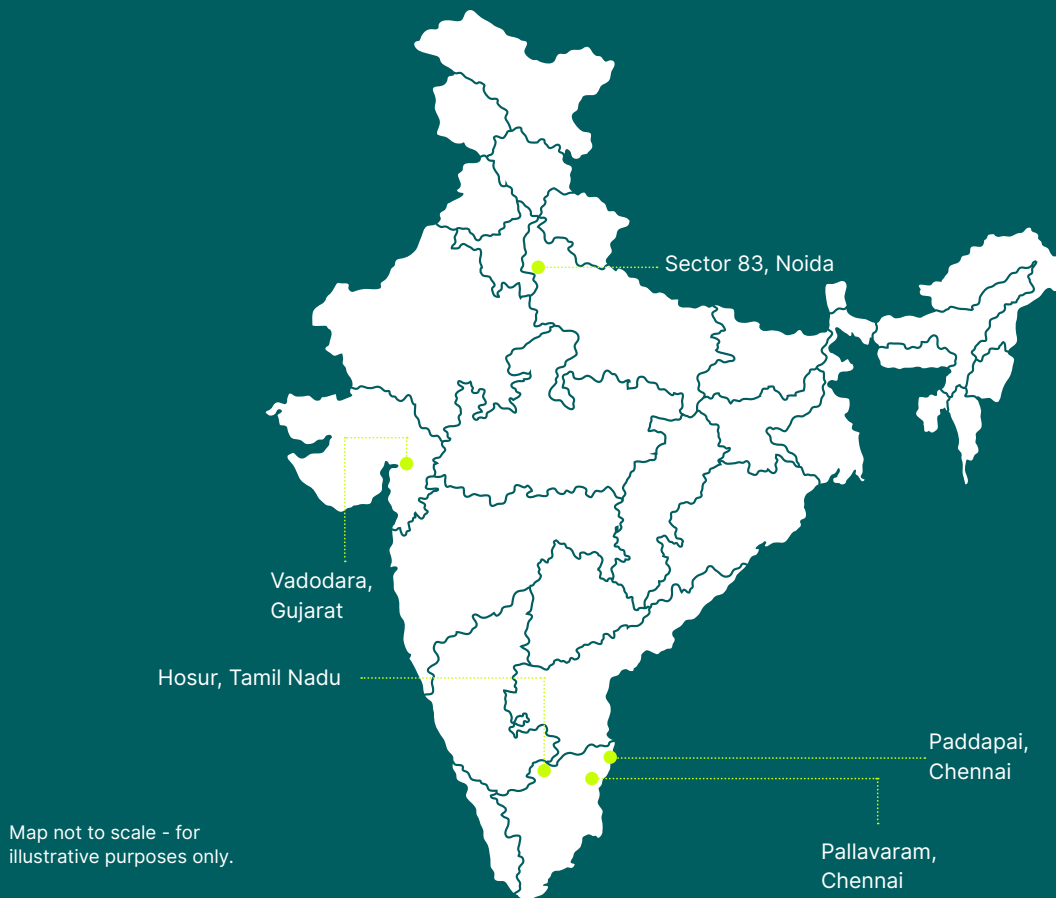 Sector 83, Noida
Vadodara,
Gujarat
Hosur, Tamil Nadu
Paddapai,
Chennai
Map not to scale - for
illustrative purposes only.
Pallavaram,
Chennai